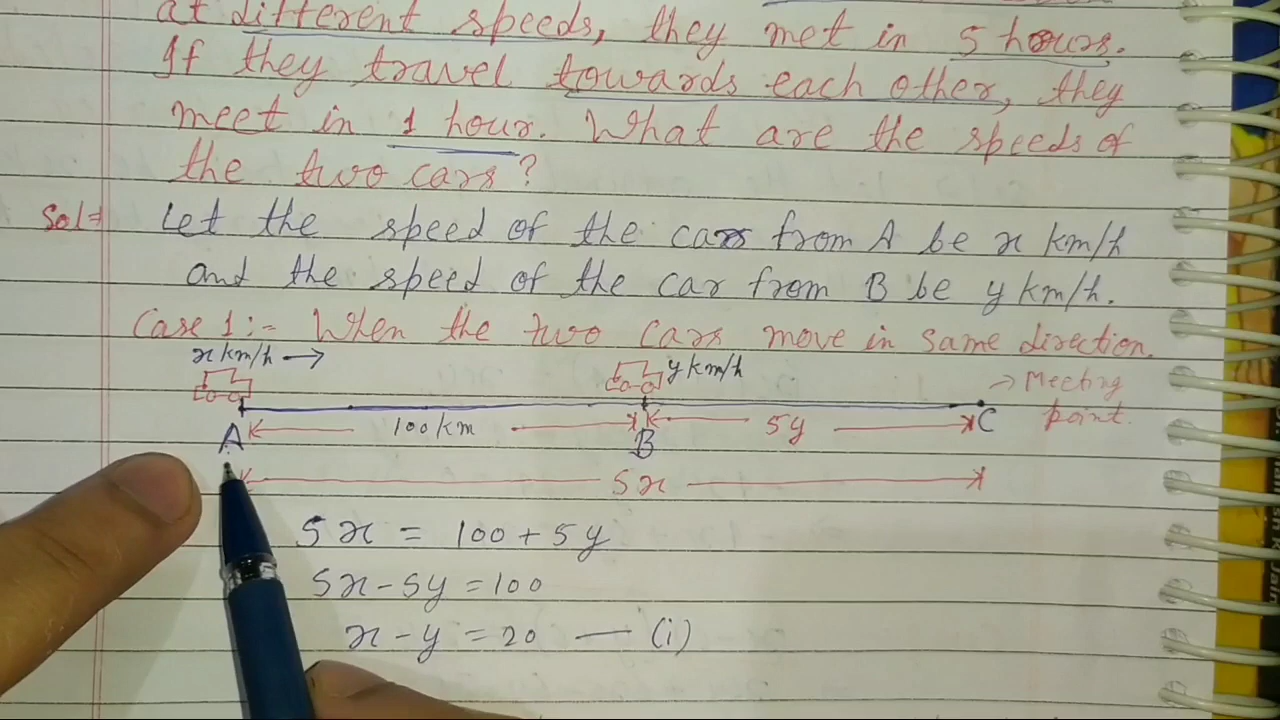 at different speeds, they met in 5 hours.
If they travel towards each other, they
meet in 1 hour. What are the speeds of
the two cars?
Sol⇒ Let the speed of the cars from A be x km/h
and the speed of the car from B be y km/h.
Case 1:- When the two cars move in same direction.
x km/h → y km/h → Meeting
point.
100 km 5y C
A B
5x
5x = 100 + 5y
5x - 5y = 100
x - y = 20 — (i)